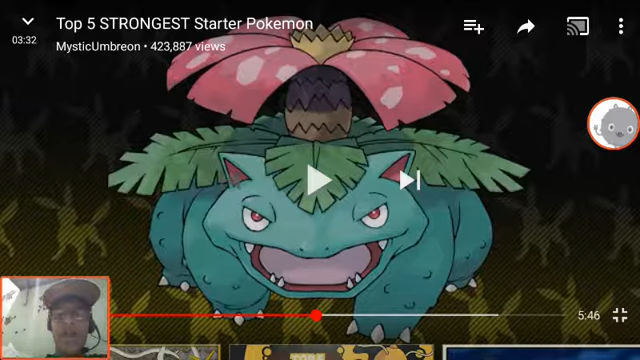 Top 5 STRONGEST Starter Pokemon
03:32
MysticUmbreon • 423,887 views
5:46